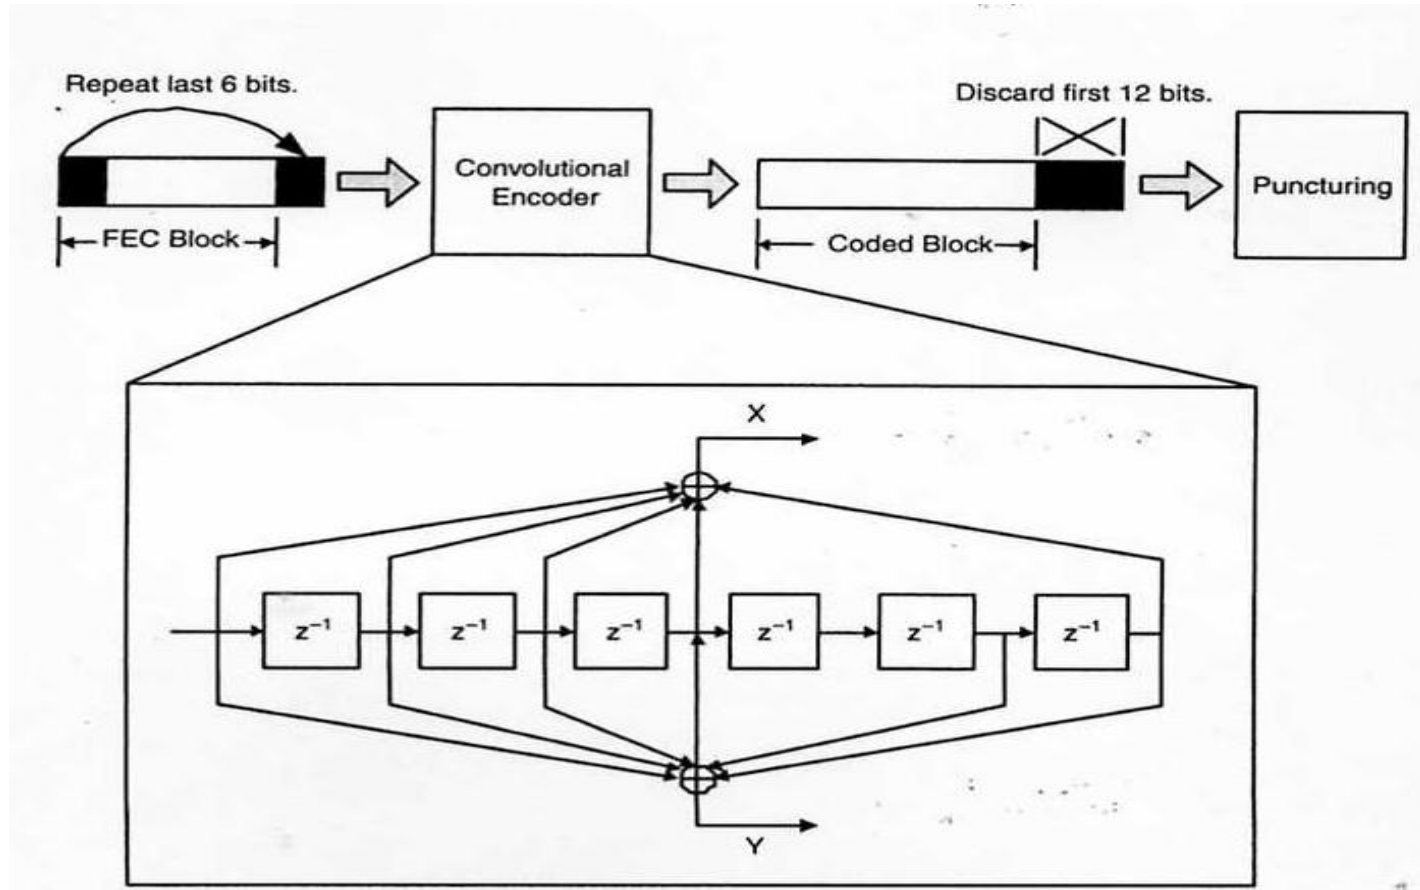 Repeat last 6 bits.
Discard first 12 bits.
Convolutional
Encoder
Puncturing
FEC Block
Coded Block
X
z⁻¹
z⁻¹
z⁻¹
z⁻¹
z⁻¹
z⁻¹
Y